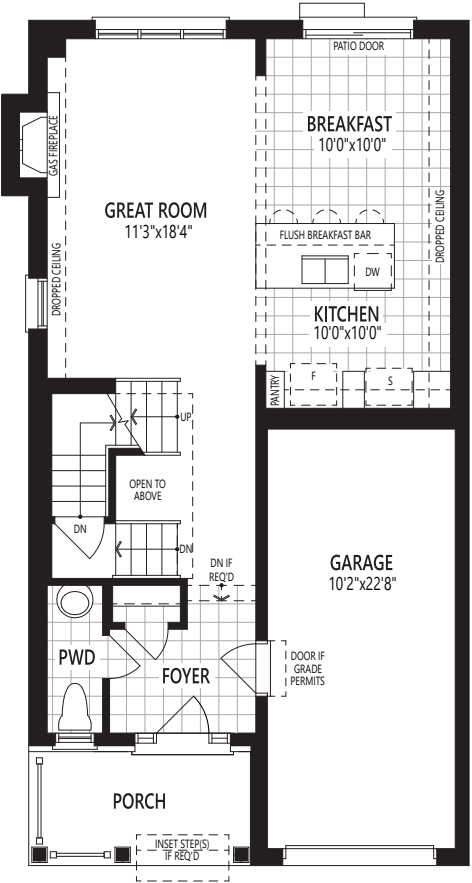 PATIO DOOR
BREAKFAST
10'0"x10'0"
GAS FIREPLACE
GREAT ROOM
11'3"x18'4"
DROPPED CEILING
FLUSH BREAKFAST BAR
DW
DROPPED CEILING
KITCHEN
10'0"x10'0"
PANTRY
F
S
UP
OPEN TO
ABOVE
DN
DN
DN IF
REQ'D
GARAGE
10'2"x22'8"
PWD
FOYER
DOOR IF
GRADE
PERMITS
PORCH
INSET STEP(S)
IF REQ'D